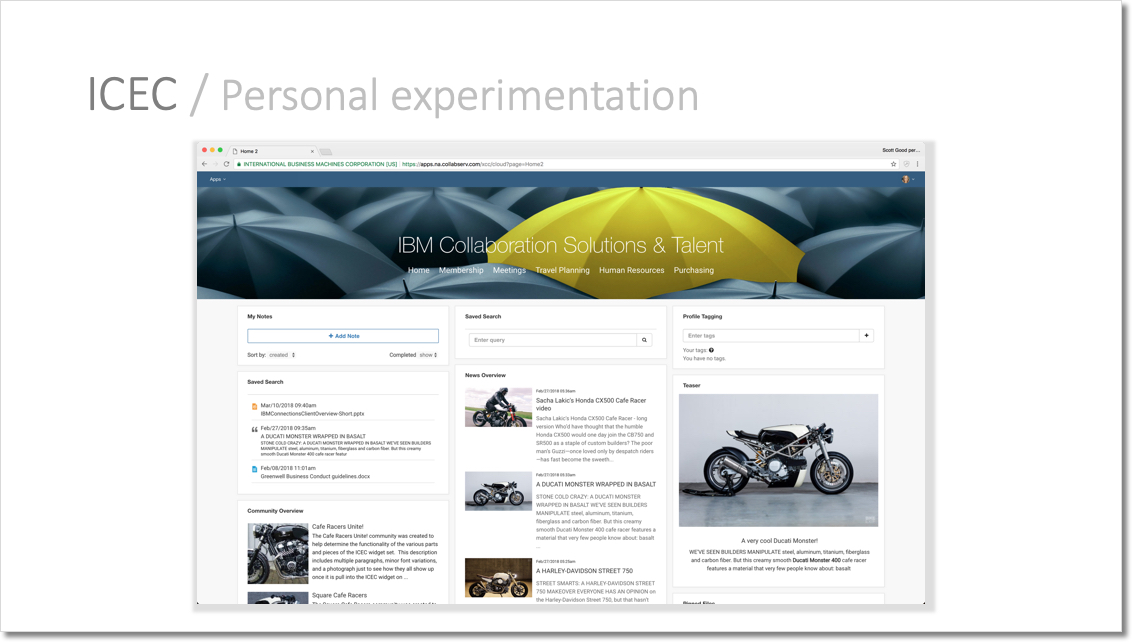 ICEC / Personal experimentation
Home 2
Scott Good per...
INTERNATIONAL BUSINESS MACHINES CORPORATION [US] https://apps.na.collabserv.com/xcc/cloud?page=Home2
Apps
IBM Collaboration Solutions & Talent
Home Membership Meetings Travel Planning Human Resources Purchasing
My Notes
+ Add Note
Sort by: created
Completed show
Saved Search
Mar/10/2018 09:40am
IBMConnectionsClientOverview-Short.pptx
Feb/27/2018 09:35am
A DUCATI MONSTER WRAPPED IN BASALT
STONE COLD CRAZY: A DUCATI MONSTER WRAPPED IN BASALT WE'VE SEEN BUILDERS
MANIPULATE steel, aluminum, titanium, fiberglass and carbon fiber. But this creamy
smooth Ducati Monster 400 cafe racer featur
Feb/08/2018 11:01am
Greenwell Business Conduct guidelines.docx
Community Overview
Cafe Racers Unite!
The Cafe Racers Unite! community was created to
help determine the functionality of the various parts
and pieces of the ICEC widget set. This description
includes multiple paragraphs, minor font variations,
and a photograph just to see how they all show up
once it is pulled into the ICEC widget on ...
Square Cafe Racers
Saved Search
Enter query
News Overview
Feb/27/2018 03:36am
Sacha Lakic's Honda CX500 Cafe Racer
video
Sacha Lakic's Honda CX500 Cafe Racer - long
version Who'd have thought that the humble
Honda CX500 would one day join the CB750 and
SR500 as a staple of custom builders? The poor
man's Guzzi—once loved only by despatch riders
—has fast become the sweeth...
Feb/27/2018 03:33am
A DUCATI MONSTER WRAPPED IN BASALT
STONE COLD CRAZY: A DUCATI MONSTER
WRAPPED IN BASALT WE'VE SEEN BUILDERS
MANIPULATE steel, aluminum, titanium,
fiberglass and carbon fiber. But this creamy
smooth Ducati Monster 400 cafe racer features a
material that very few people know about: basalt
...
Feb/27/2018 03:25am
A HARLEY-DAVIDSON STREET 750
STREET SMARTS: A HARLEY-DAVIDSON STREET
750 MAKEOVER EVERYONE HAS AN OPINION on
the Harley-Davidson Street 750, but that hasn't
Profile Tagging
Enter tags
+
Your tags:
You have no tags.
Teaser
A very cool Ducati Monster!
WE'VE SEEN BUILDERS MANIPULATE steel, aluminum, titanium, fiberglass
and carbon fiber. But this creamy smooth Ducati Monster 400 cafe racer
features a material that very few people know about: basalt
Pinned Files